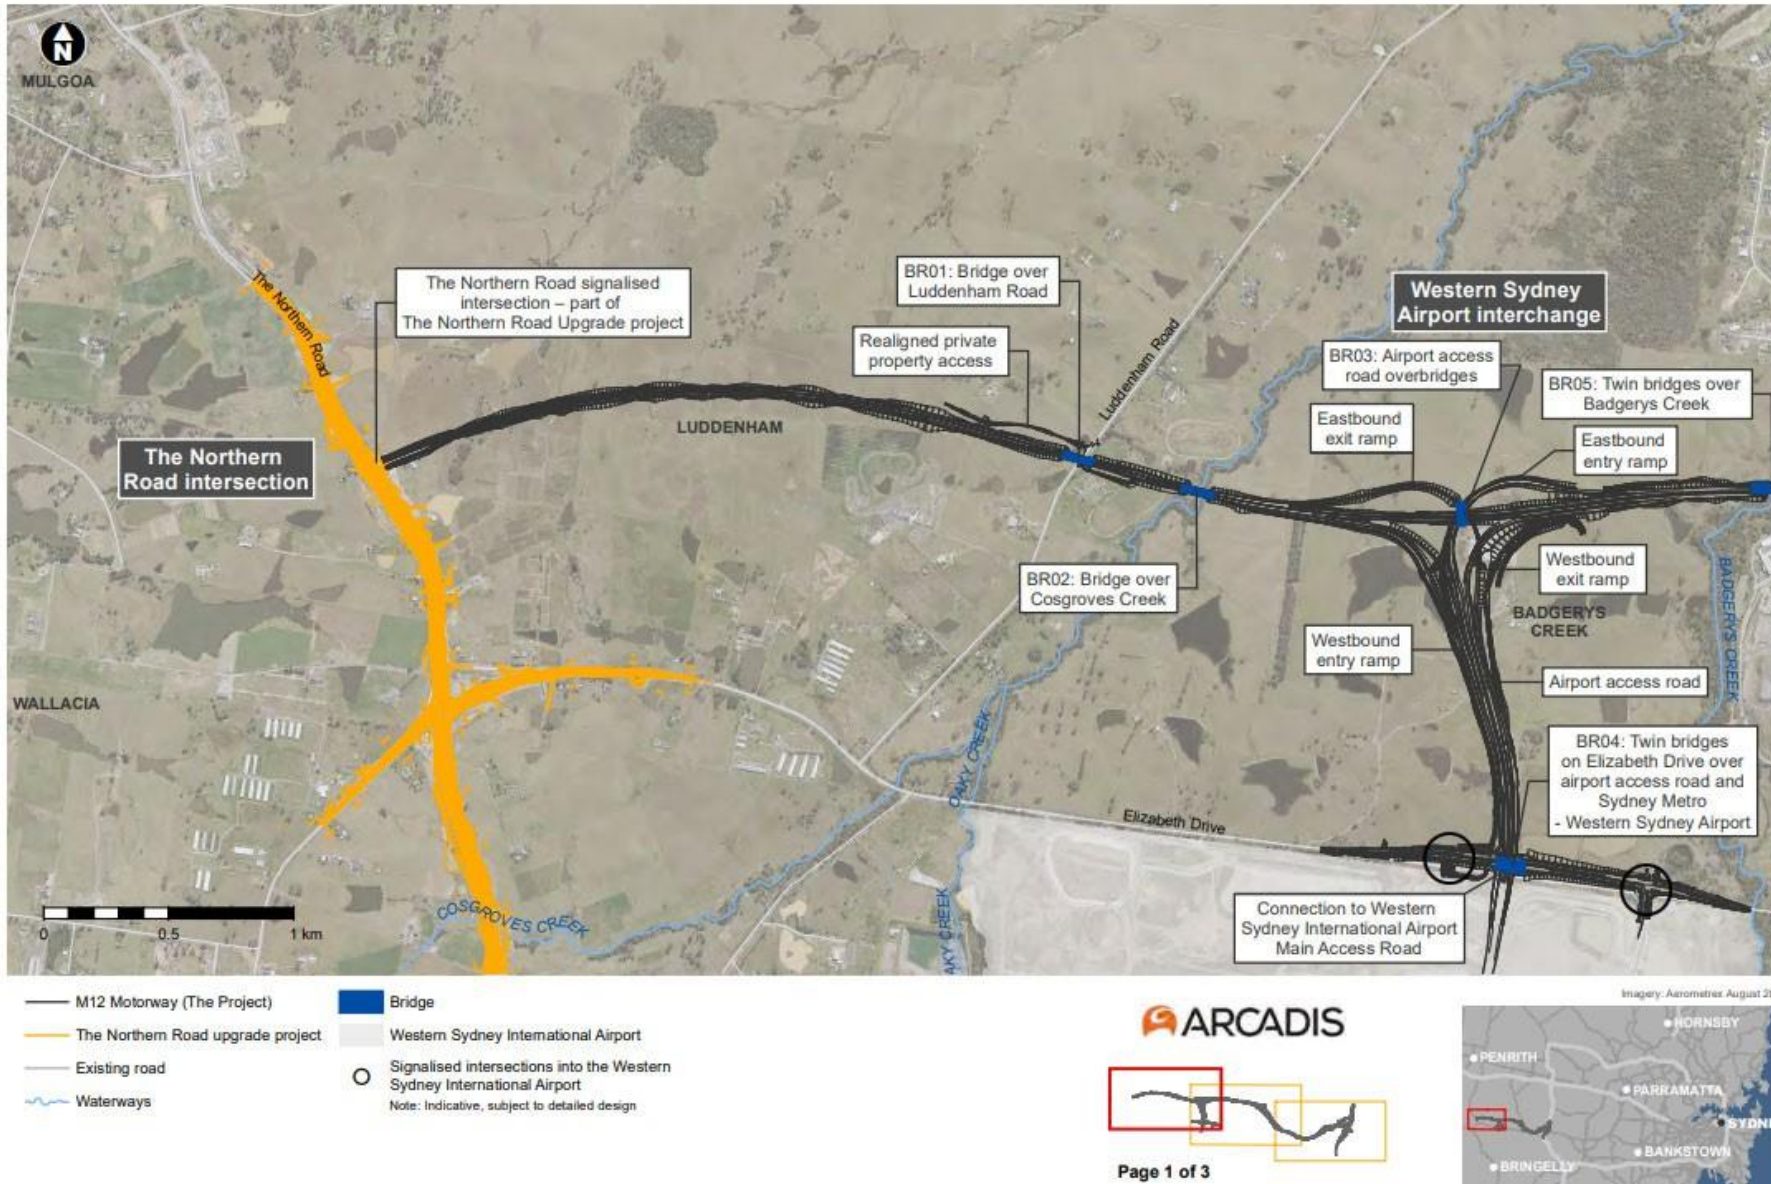 N
MULGOA
The Northern Road
The Northern Road signalised
intersection – part of
The Northern Road Upgrade project
BR01: Bridge over
Luddenham Road
Realigned private
property access
Luddenham Road
Western Sydney
Airport interchange
BR03: Airport access
road overbridges
BR05: Twin bridges over
Badgerys Creek
Eastbound
exit ramp
Eastbound
entry ramp
LUDDENHAM
The Northern
Road intersection
BR02: Bridge over
Cosgroves Creek
Westbound
exit ramp
BADGERYS
CREEK
BADGERYS CREEK
Westbound
entry ramp
Airport access road
WALLACIA
OAKY CREEK
BR04: Twin bridges
on Elizabeth Drive over
airport access road and
Sydney Metro
- Western Sydney Airport
Elizabeth Drive
Connection to Western
Sydney International Airport
Main Access Road
COSGROVES CREEK
AKY CREEK
0 0.5 1 km
M12 Motorway (The Project)
The Northern Road upgrade project
Existing road
Waterways
Bridge
Western Sydney International Airport
Signalised intersections into the Western
Sydney International Airport
Note: Indicative, subject to detailed design
ARCADIS
Page 1 of 3
Imagery: Aerometrex August 20
HORNSBY
PENRITH
PARRAMATTA
SYDN
BANKSTOWN
BRINGELLY